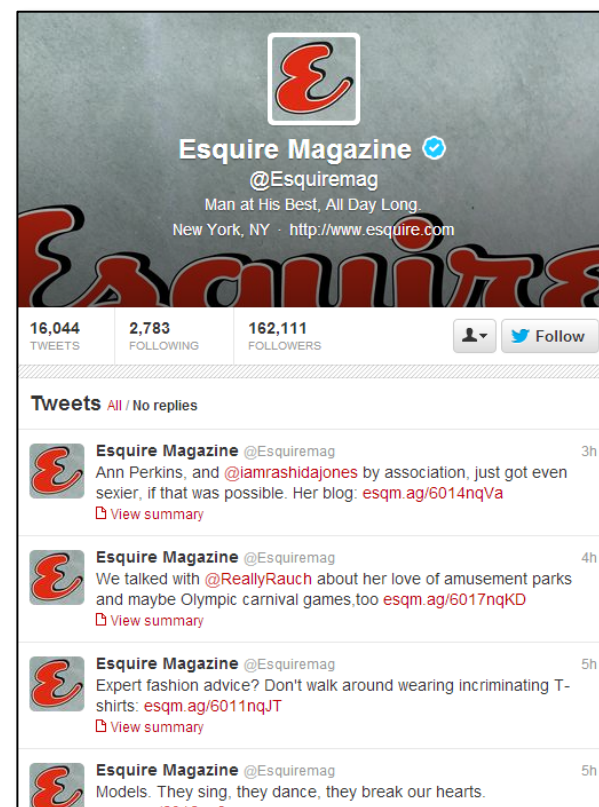 E
Esquire Magazine
@Esquiremag
Man at His Best, All Day Long.
New York, NY · http://www.esquire.com
Esquire
16,044 2,783 162,111
TWEETS FOLLOWING FOLLOWERS
Follow
Tweets All / No replies
Esquire Magazine @Esquiremag 3h
Ann Perkins, and @iamrashidajones by association, just got even
sexier, if that was possible. Her blog: esqm.ag/6014nqVa
View summary
Esquire Magazine @Esquiremag 4h
We talked with @ReallyRauch about her love of amusement parks
and maybe Olympic carnival games,too esqm.ag/6017nqKD
View summary
Esquire Magazine @Esquiremag 5h
Expert fashion advice? Don't walk around wearing incriminating T-
shirts: esqm.ag/6011nqJT
View summary
Esquire Magazine @Esquiremag 5h
Models. They sing, they dance, they break our hearts.